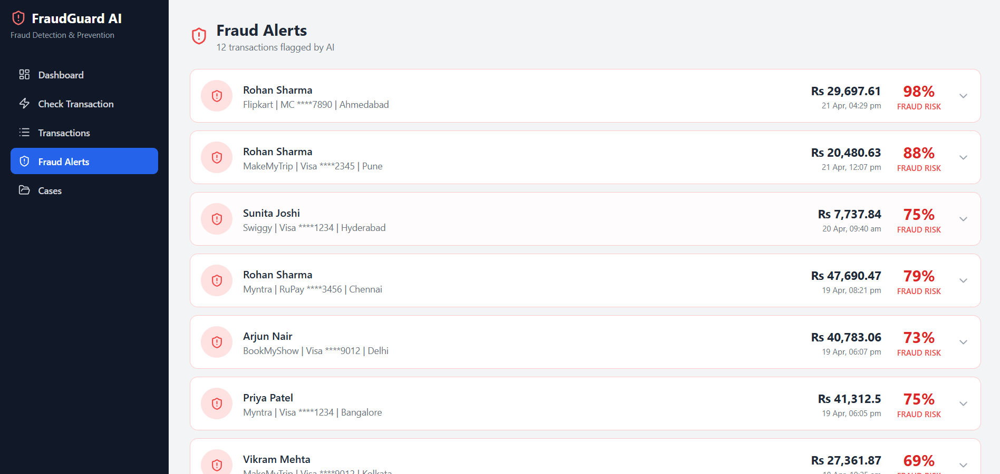 FraudGuard AI
Fraud Detection & Prevention
Dashboard
Check Transaction
Transactions
Fraud Alerts
Cases
Fraud Alerts
12 transactions flagged by AI
Rohan Sharma
Flipkart | MC ****7890 | Ahmedabad
Rs 29,697.61
21 Apr, 04:29 pm
98%
FRAUD RISK
Rohan Sharma
MakeMyTrip | Visa ****2345 | Pune
Rs 20,480.63
21 Apr, 12:07 pm
88%
FRAUD RISK
Sunita Joshi
Swiggy | Visa ****1234 | Hyderabad
Rs 7,737.84
20 Apr, 09:40 am
75%
FRAUD RISK
Rohan Sharma
Myntra | RuPay ****3456 | Chennai
Rs 47,690.47
19 Apr, 08:21 pm
79%
FRAUD RISK
Arjun Nair
BookMyShow | Visa ****9012 | Delhi
Rs 40,783.06
19 Apr, 06:07 pm
73%
FRAUD RISK
Priya Patel
Myntra | Visa ****1234 | Bangalore
Rs 41,312.5
19 Apr, 06:05 pm
75%
FRAUD RISK
Vikram Mehta
MakeMyTrip | Visa ****9012 | Kolkata
Rs 27,361.87
18 Apr, 10:25 am
69%
FRAUD RISK